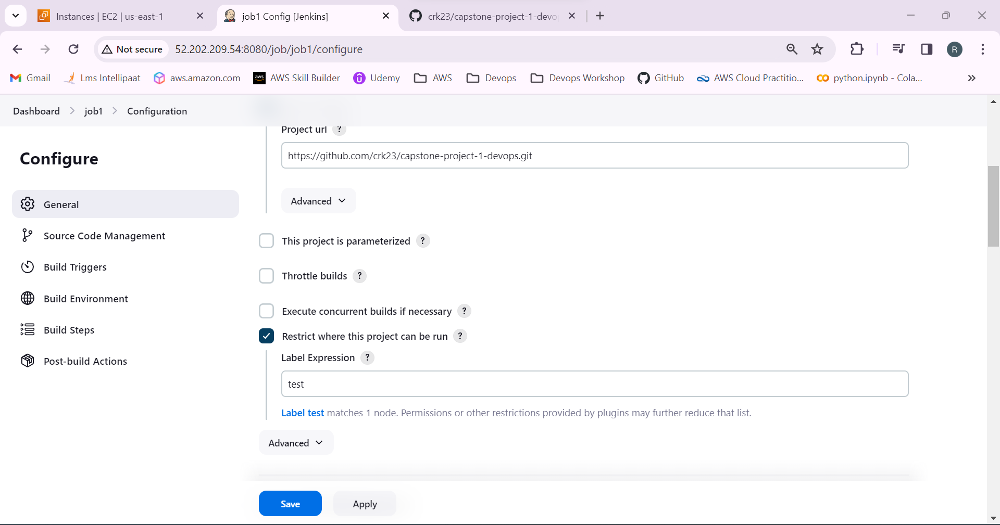 Instances | EC2 | us-east-1
job1 Config [Jenkins]
crk23/capstone-project-1-devo
Not secure
52.202.209.54:8080/job/job1/configure
R
Gmail
Lms Intellipaat
aws.amazon.com
aws
AWS Skill Builder
Udemy
AWS
Devops
Devops Workshop
GitHub
AWS Cloud Practitio...
python.ipynb - Cola...
Dashboard
job1
Configuration
Project url ?
Configure
https://github.com/crk23/capstone-project-1-devops.git
Advanced
General
Source Code Management
Build Triggers
Build Environment
Build Steps
Post-build Actions
This project is parameterized ?
Throttle builds ?
Execute concurrent builds if necessary ?
Restrict where this project can be run ?
Label Expression ?
test
Label test matches 1 node. Permissions or other restrictions provided by plugins may further reduce that list.
Advanced
Save
Apply